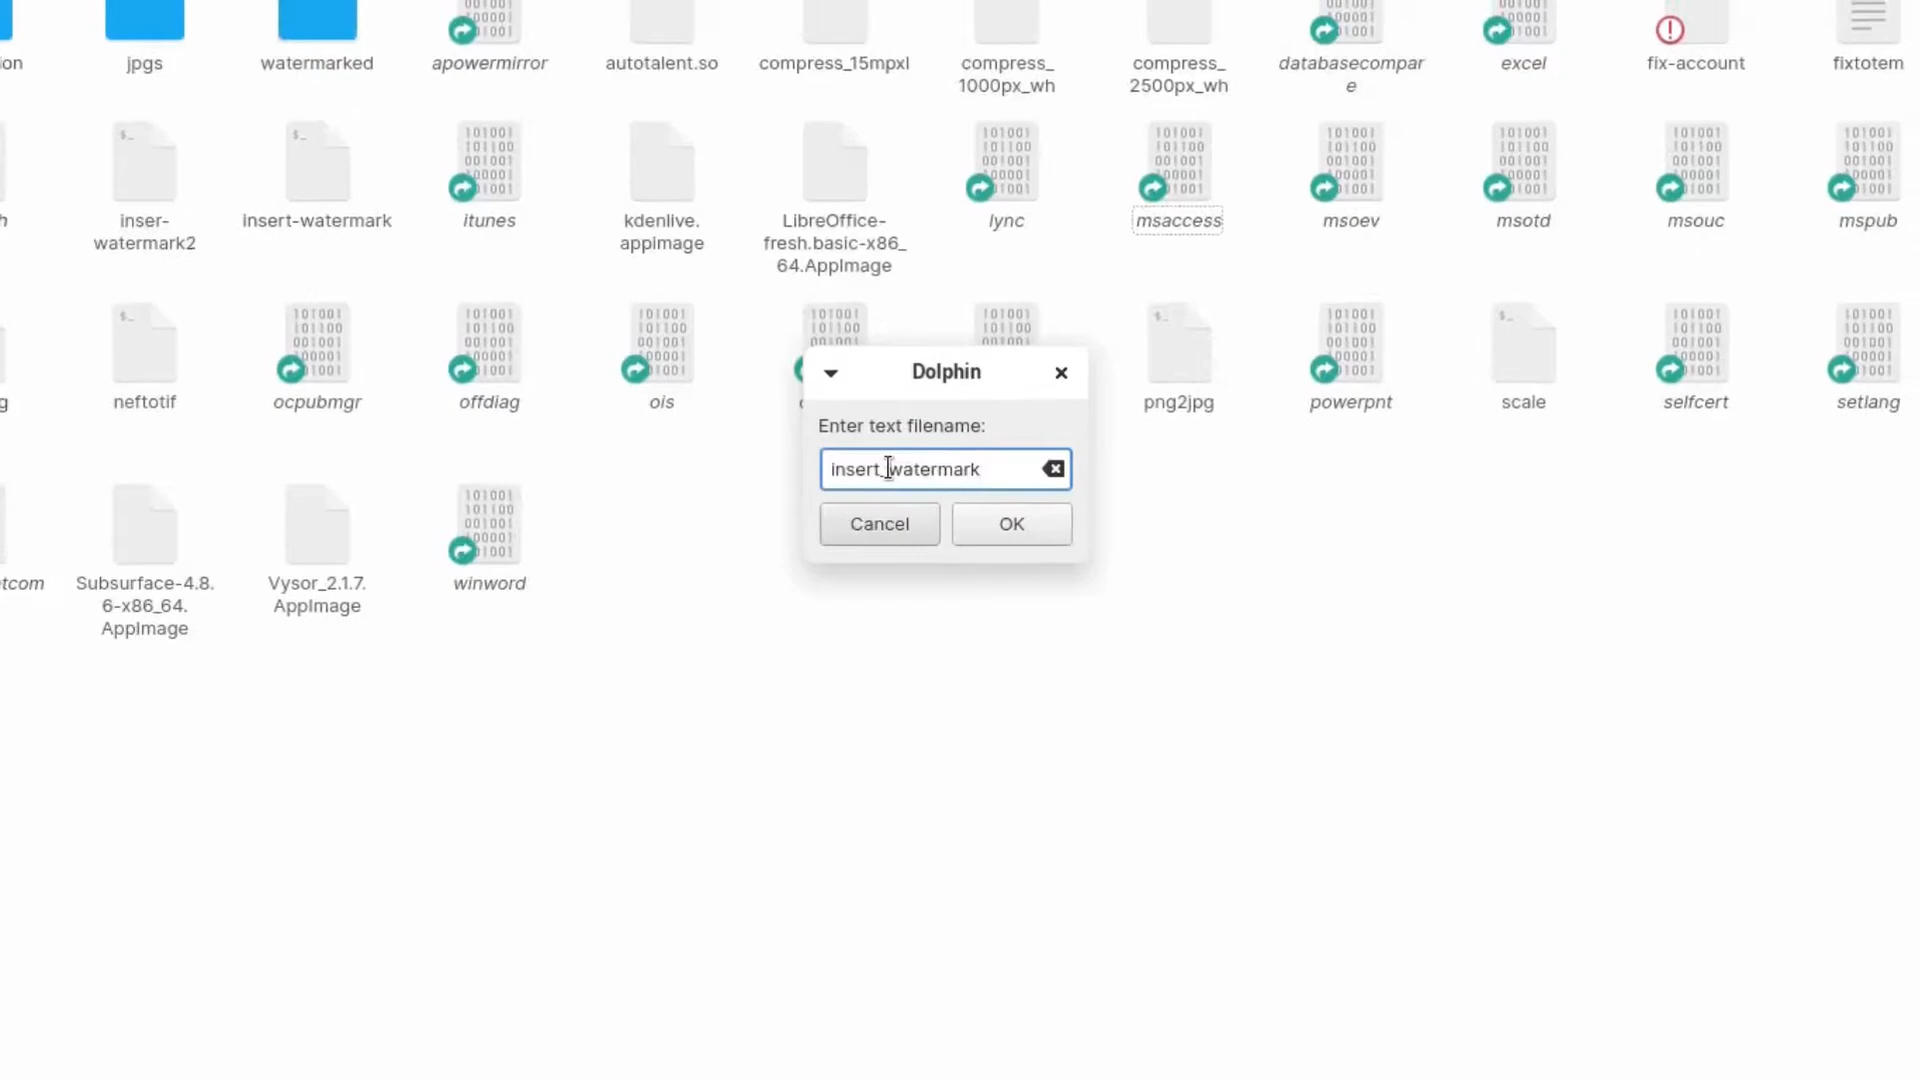 ion
jpgs
watermarked
apowermirror
autotalent.so
compress_15mpxl
compress_
1000px_wh
compress_
2500px_wh
databasecompar
e
excel
fix-account
fixtotem
h
inser-
watermark2
insert-watermark
itunes
kdenlive.
appimage
LibreOffice-
fresh.basic-x86_
64.AppImage
lync
msaccess
msoev
msotd
msouc
mspub
g
neftotif
ocpubmgr
offdiag
ois
png2jpg
powerpnt
scale
selfcert
setlang
Dolphin
Enter text filename:
insert_watermark
Cancel
OK
tcom
Subsurface-4.8.
6-x86_64.
AppImage
Vysor_2.1.7.
AppImage
winword